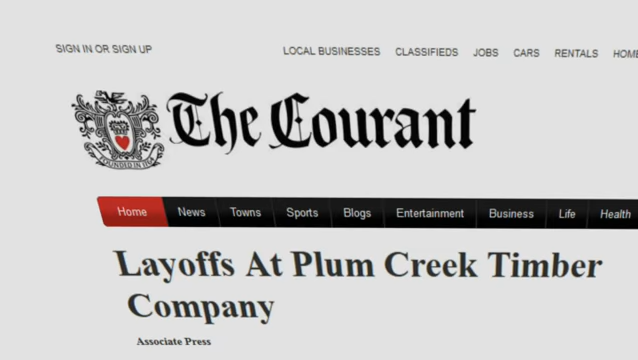 SIGN IN OR SIGN UP
LOCAL BUSINESSES CLASSIFIEDS JOBS CARS RENTALS
The Courant
Home News Towns Sports Blogs Entertainment Business Life Health
Layoffs At Plum Creek Timber
Company
Associate Press